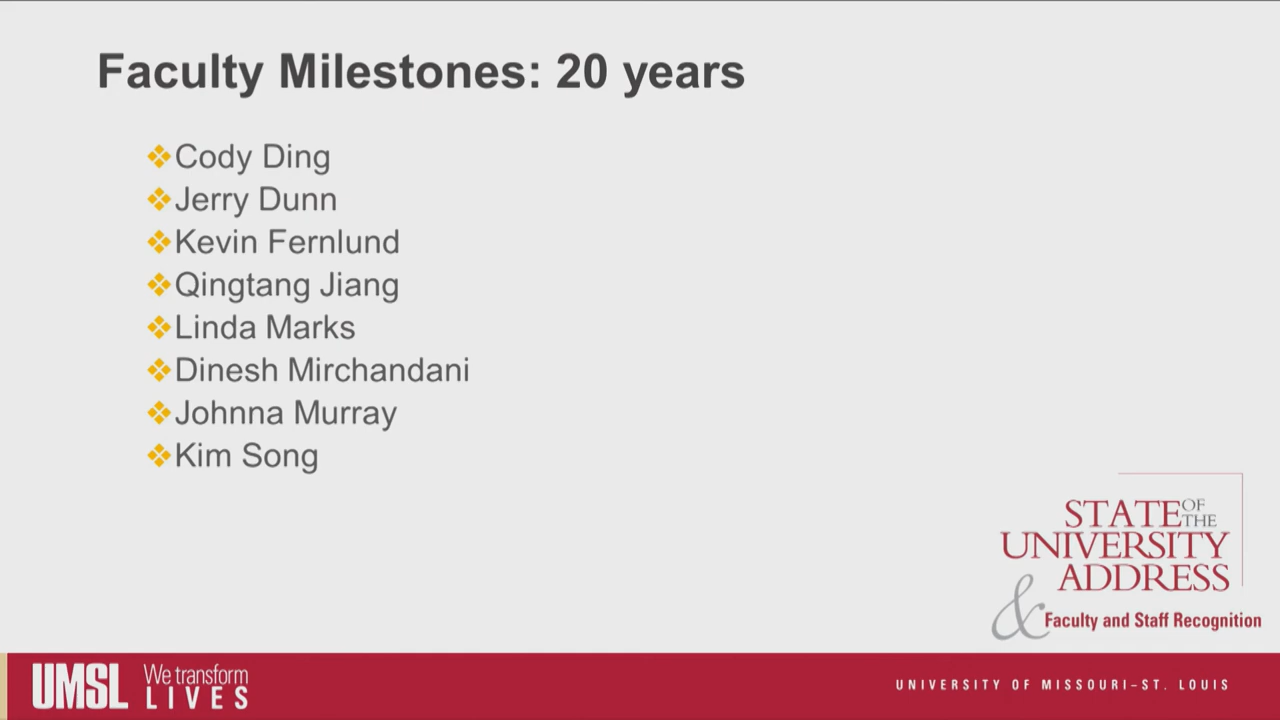 Faculty Milestones: 20 years
❖Cody Ding
❖Jerry Dunn
❖Kevin Fernlund
❖Qingtang Jiang
❖Linda Marks
❖Dinesh Mirchandani
❖Johnna Murray
❖Kim Song
STATE OF THE
UNIVERSITY
ADDRESS
& Faculty and Staff Recognition
UMSL We transform
LIVES
UNIVERSITY OF MISSOURI–ST. LOUIS